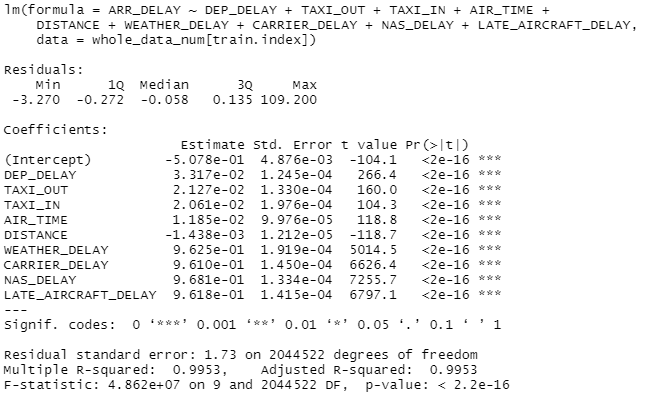 lm(formula = ARR_DELAY ~ DEP_DELAY + TAXI_OUT + TAXI_IN + AIR_TIME +
    DISTANCE + WEATHER_DELAY + CARRIER_DELAY + NAS_DELAY + LATE_AIRCRAFT_DELAY,
    data = whole_data_num[train.index])

Residuals:
    Min      1Q  Median      3Q     Max
 -3.270  -0.272  -0.058   0.135 109.200

Coefficients:
                      Estimate Std. Error t value Pr(>|t|)
(Intercept)         -5.078e-01  4.876e-03  -104.1   <2e-16 ***
DEP_DELAY            3.317e-02  1.245e-04   266.4   <2e-16 ***
TAXI_OUT             2.127e-02  1.330e-04   160.0   <2e-16 ***
TAXI_IN              2.061e-02  1.976e-04   104.3   <2e-16 ***
AIR_TIME             1.185e-02  9.976e-05   118.8   <2e-16 ***
DISTANCE            -1.438e-03  1.212e-05  -118.7   <2e-16 ***
WEATHER_DELAY        9.625e-01  1.919e-04  5014.5   <2e-16 ***
CARRIER_DELAY        9.610e-01  1.450e-04  6626.4   <2e-16 ***
NAS_DELAY            9.681e-01  1.334e-04  7255.7   <2e-16 ***
LATE_AIRCRAFT_DELAY  9.618e-01  1.415e-04  6797.1   <2e-16 ***
---
Signif. codes:  0 ‘***’ 0.001 ‘**’ 0.01 ‘*’ 0.05 ‘.’ 0.1 ‘ ’ 1

Residual standard error: 1.73 on 2044522 degrees of freedom
Multiple R-squared:  0.9953,	Adjusted R-squared:  0.9953
F-statistic: 4.862e+07 on 9 and 2044522 DF,  p-value: < 2.2e-16